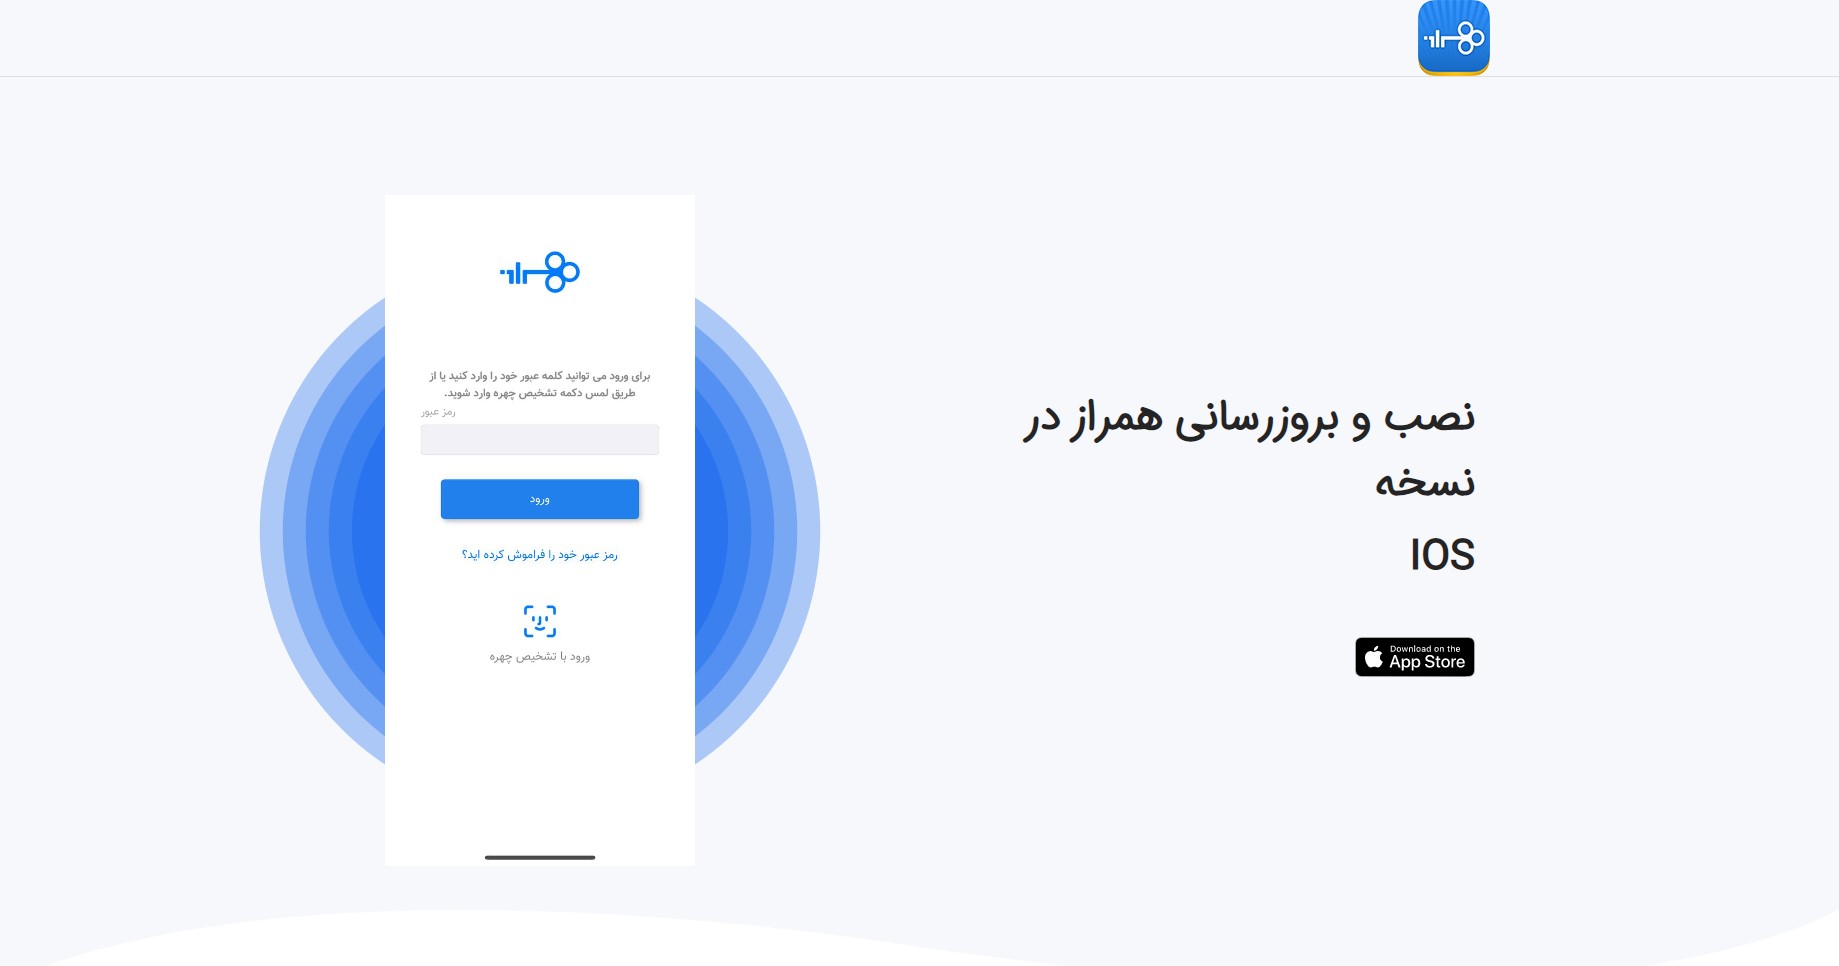 نصب و بروزرسانی همراز در
نسخه
IOS
Download on the
App Store
برای ورود می توانید کلمه عبور خود را وارد کنید یا از
طریق لمس دکمه تشخیص چهره وارد شوید.
رمز عبور
ورود
رمز عبور خود را فراموش کرده اید؟
ورود با تشخیص چهره